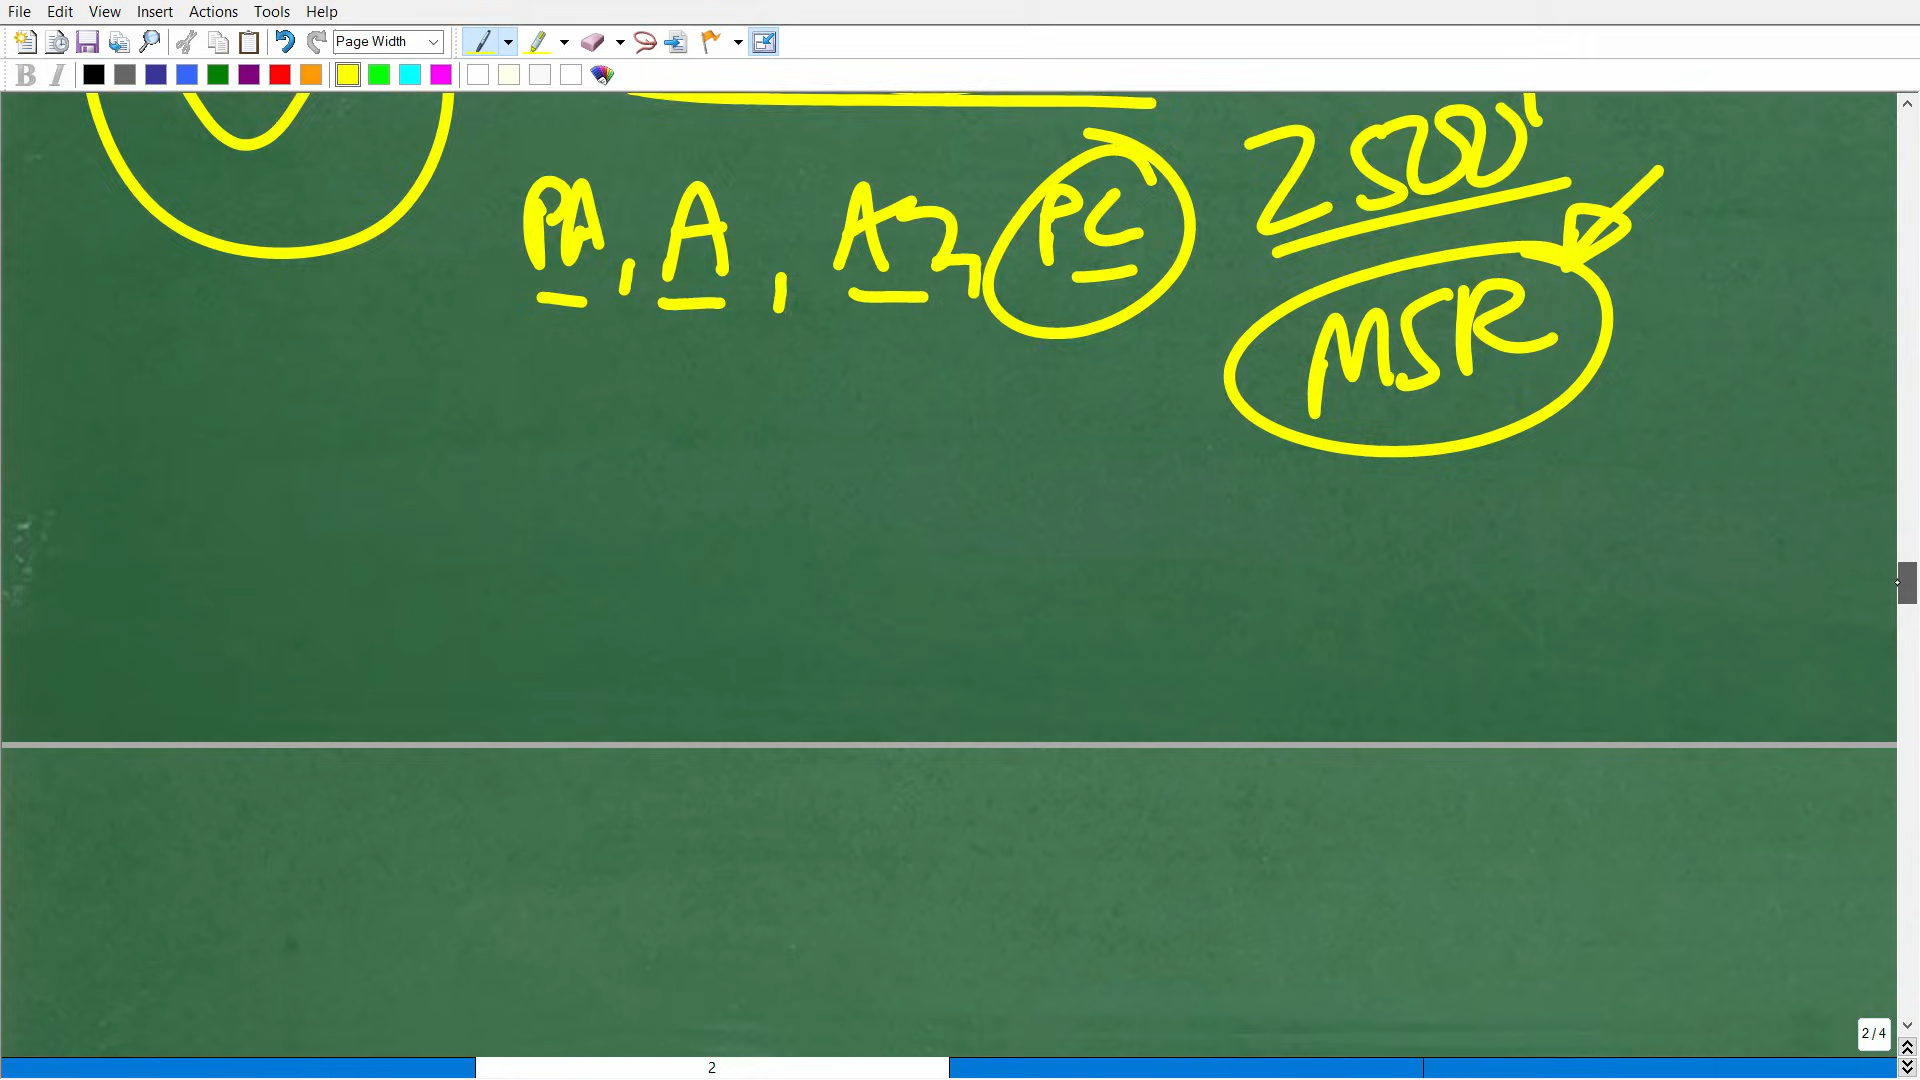 File Edit View Insert Actions Tools Help
Page Width
B I
2500'
PA, A, A2, PC
MSR
2 / 4
2